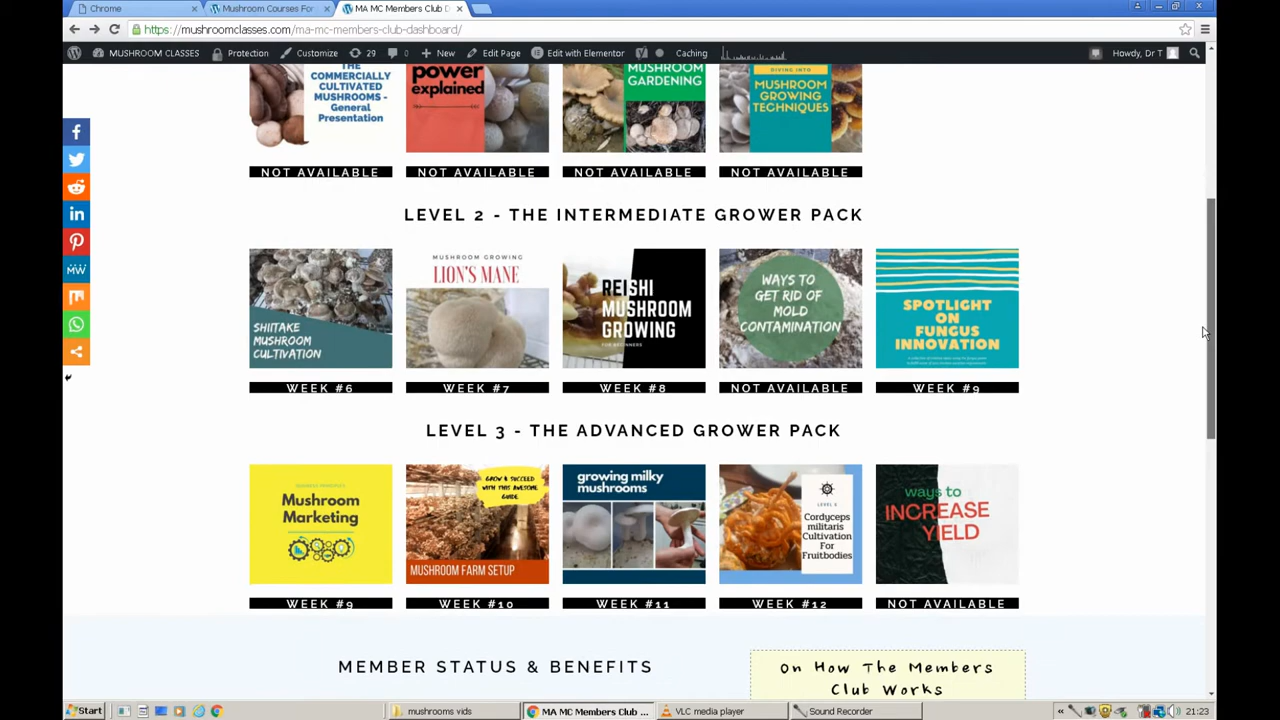 Chrome
Mushroom Courses For
MA MC Members Club D
https://mushroomclasses.com/ma-mc-members-club-dashboard/
MUSHROOM CLASSES
Protection
Customize
29
0
New
Edit Page
Edit with Elementor
Caching
Howdy, Dr T
THE
COMMERCIALLY
CULTIVATED
MUSHROOMS -
General
Presentation
power
explained
MUSHROOM
GARDENING
DIVING INTO
MUSHROOM
GROWING
TECHNIQUES
NOT AVAILABLE
NOT AVAILABLE
NOT AVAILABLE
NOT AVAILABLE
LEVEL 2 - THE INTERMEDIATE GROWER PACK
SHIITAKE
MUSHROOM
CULTIVATION
MUSHROOM GROWING
LION'S MANE
REISHI
MUSHROOM
GROWING
FOR BEGINNERS
WAYS TO
GET RID OF
MOLD
CONTAMINATION
SPOTLIGHT
ON
FUNGUS
INNOVATION
WEEK #6
WEEK #7
WEEK #8
NOT AVAILABLE
WEEK #9
LEVEL 3 - THE ADVANCED GROWER PACK
Mushroom
Marketing
GROW & SUCCEED
WITH THIS AWESOME
GUIDE
MUSHROOM FARM SETUP
growing milky
mushrooms
Cordyceps
militaris
Cultivation
For
Fruitbodies
ways to
INCREASE
YIELD
WEEK #9
WEEK #10
WEEK #11
WEEK #12
NOT AVAILABLE
MEMBER STATUS & BENEFITS
On How The Members
Club Works
Start
mushrooms vids
MA MC Members Club ...
VLC media player
Sound Recorder
21:23